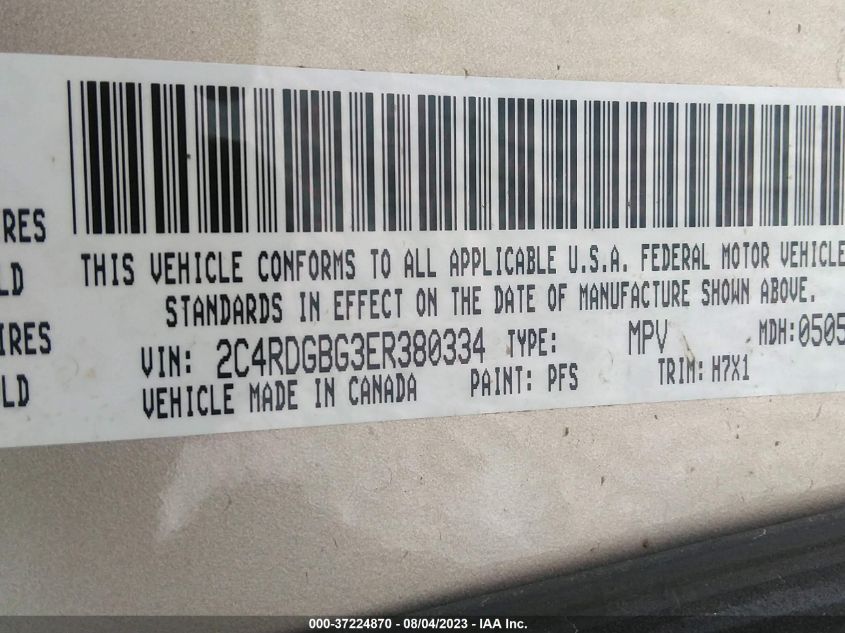 IRES
LD
THIS VEHICLE CONFORMS TO ALL APPLICABLE U.S.A. FEDERAL MOTOR VEHICLE
STANDARDS IN EFFECT ON THE DATE OF MANUFACTURE SHOWN ABOVE.
IRES
LD
VIN: 2C4RDGBG3ER380334 TYPE: MPV MDH:0505
VEHICLE MADE IN CANADA PAINT: PFS TRIM: H7X1
000-37224870 - 08/04/2023 - IAA Inc.